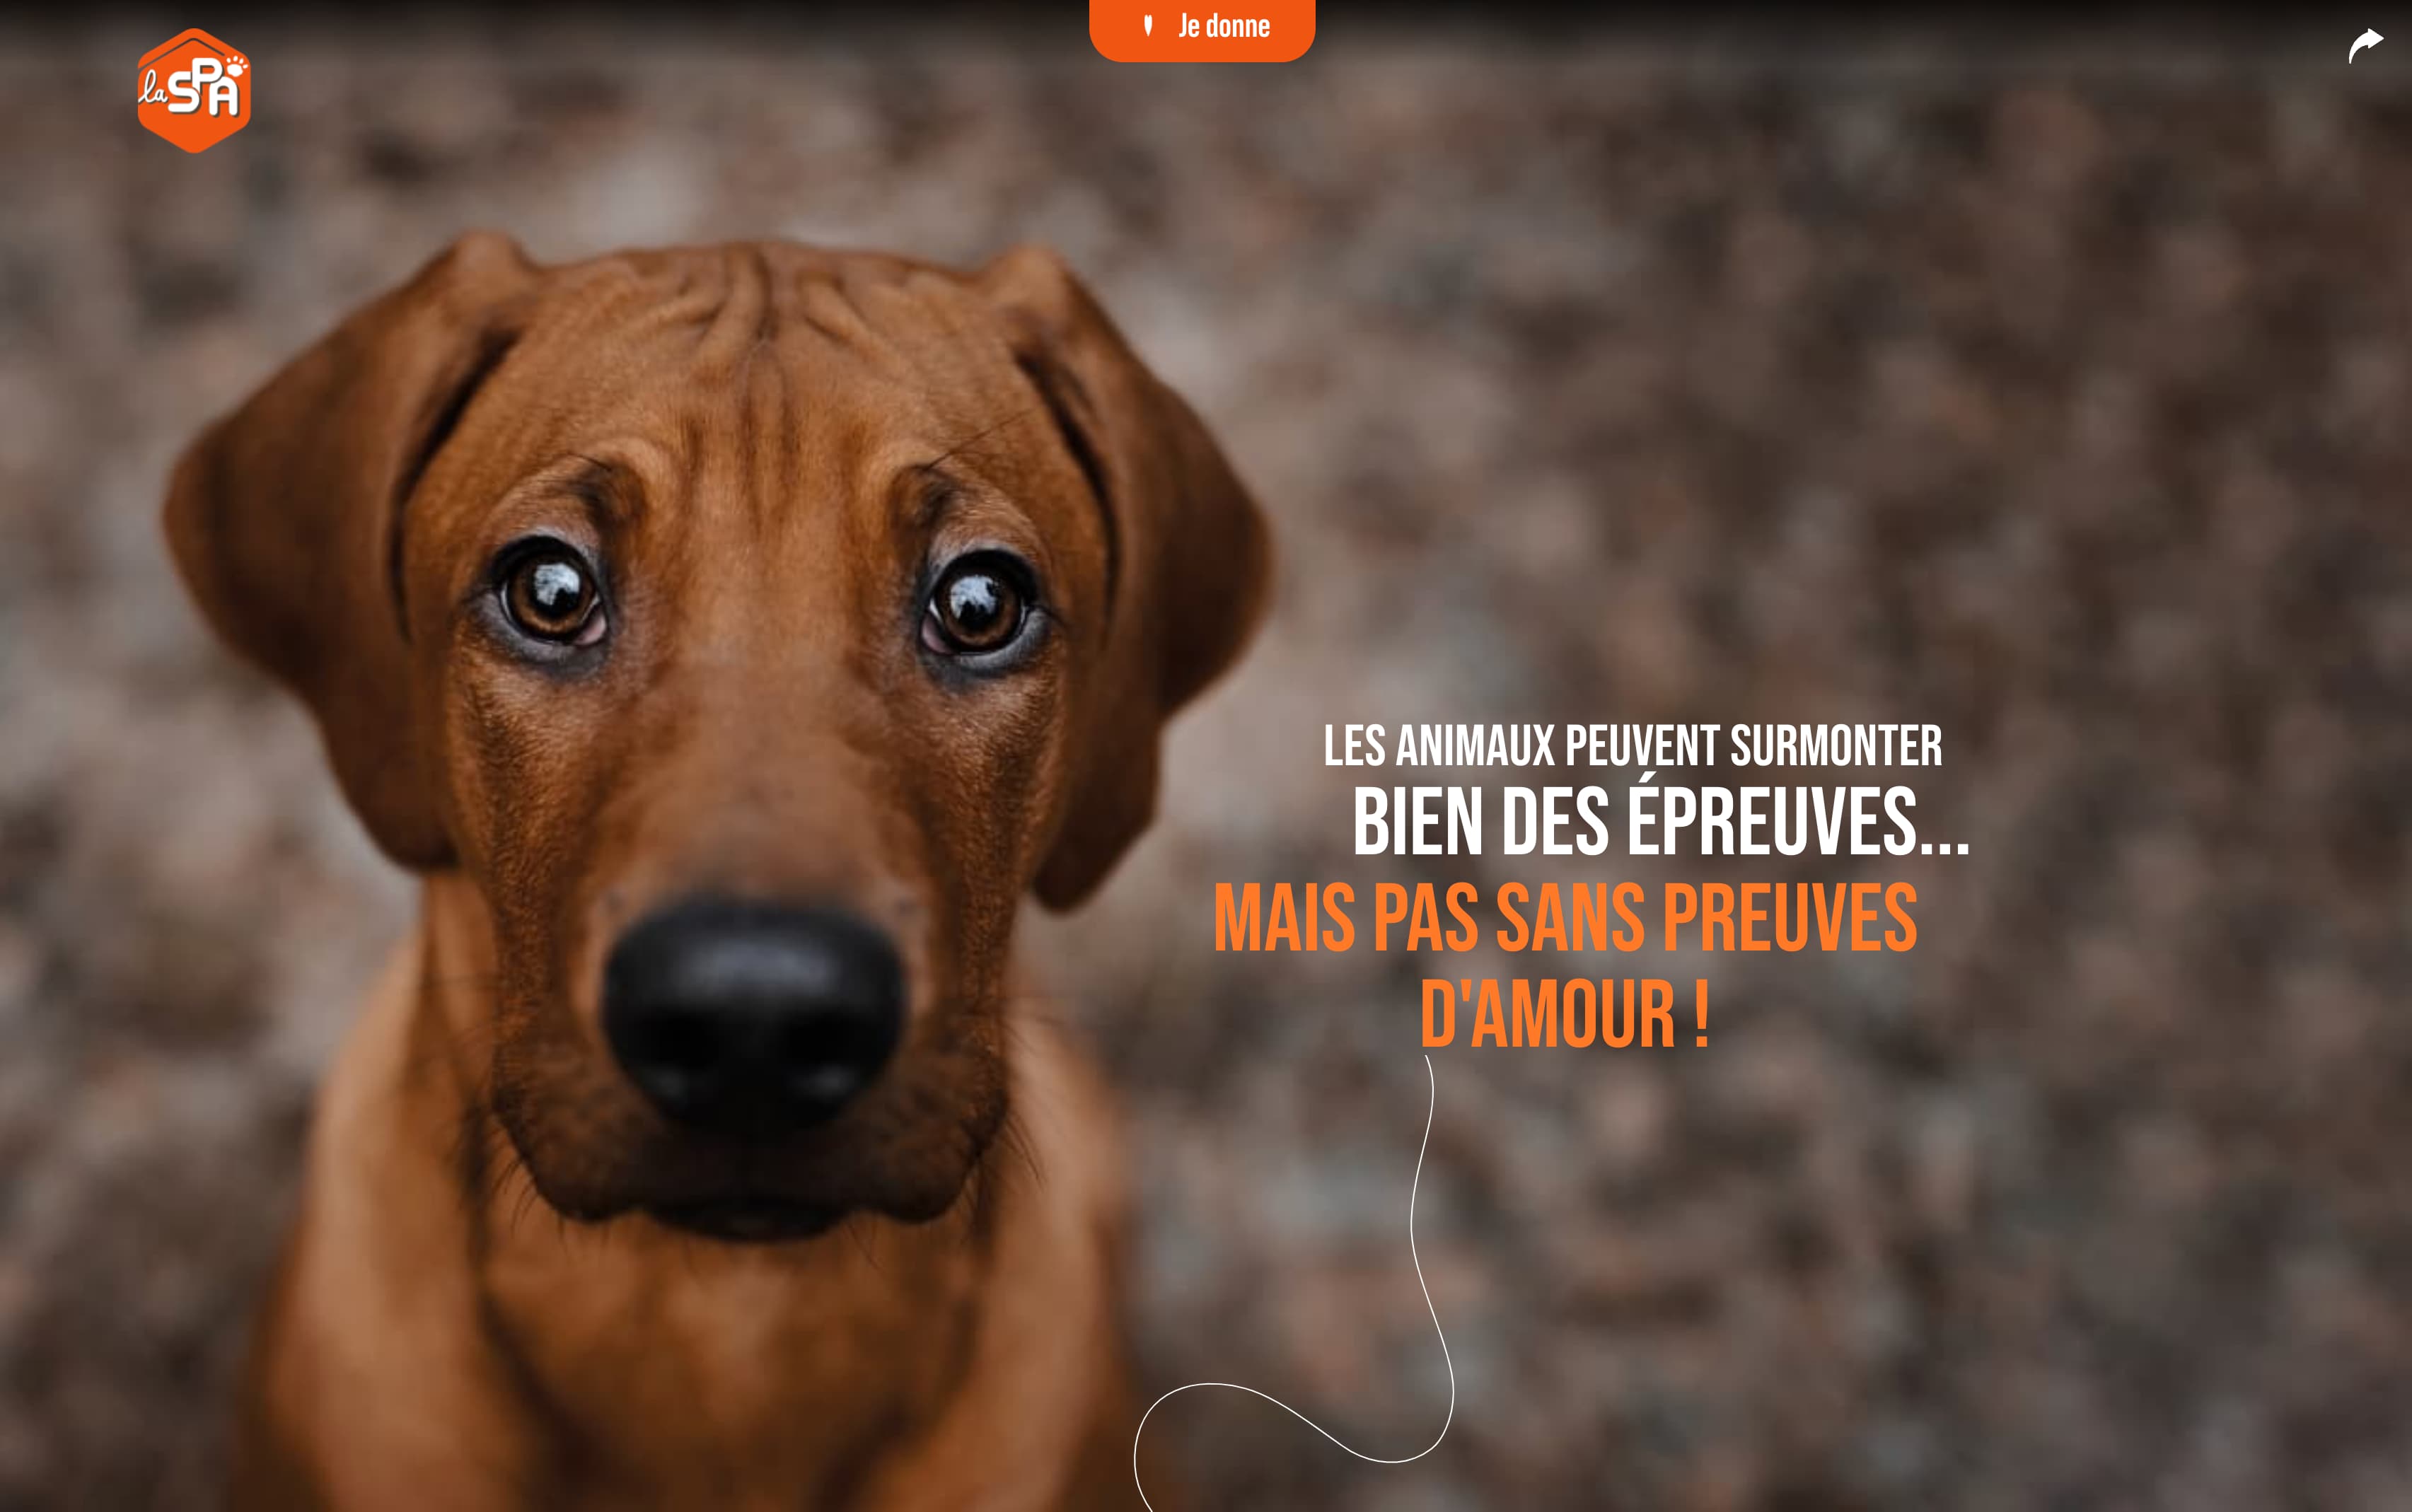 la SPA
Je donne
LES ANIMAUX PEUVENT SURMONTER
BIEN DES ÉPREUVES...
MAIS PAS SANS PREUVES
D'AMOUR !